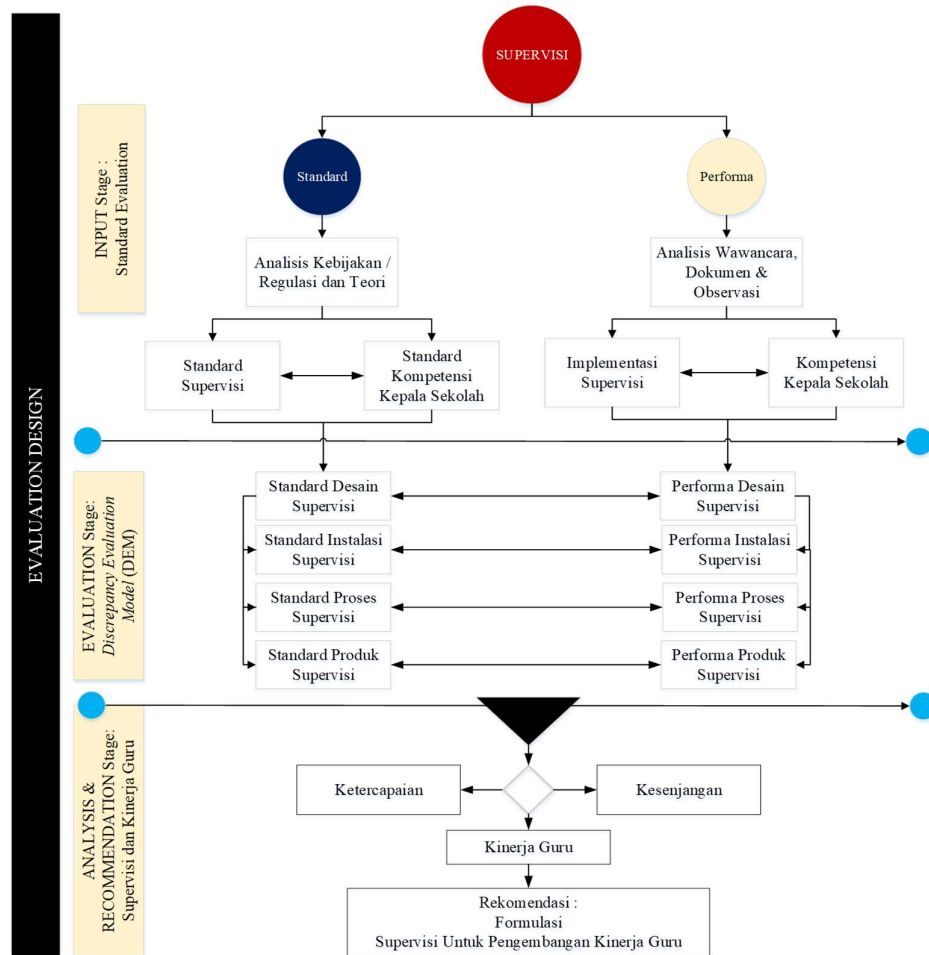 EVALUATION DESIGN
INPUT Stage :
Standard Evaluation
SUPERVISI
Standard
Performa
Analisis Kebijakan /
Regulasi dan Teori
Analisis Wawancara,
Dokumen &
Observasi
Standard
Supervisi
Standard
Kompetensi
Kepala Sekolah
Implementasi
Supervisi
Kompetensi
Kepala Sekolah
EVALUATION Stage:
Discrepancy Evaluation
Model (DEM)
Standard Desain
Supervisi
Performa Desain
Supervisi
Standard Instalasi
Supervisi
Performa Instalasi
Supervisi
Standard Proses
Supervisi
Performa Proses
Supervisi
Standard Produk
Supervisi
Performa Produk
Supervisi
ANALYSIS &
RECOMMENDATION Stage:
Supervisi dan Kinerja Guru
Ketercapaian
Kesenjangan
Kinerja Guru
Rekomendasi :
Formulasi
Supervisi Untuk Pengembangan Kinerja Guru